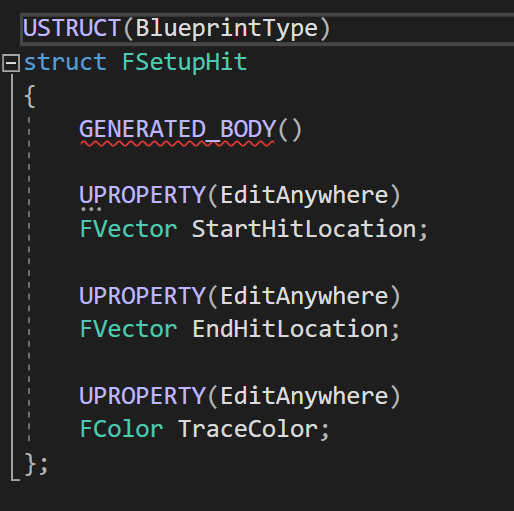 USTRUCT(BlueprintType)
struct FSetupHit
{
GENERATED_BODY()
UPROPERTY(EditAnywhere)
FVector StartHitLocation;
UPROPERTY(EditAnywhere)
FVector EndHitLocation;
UPROPERTY(EditAnywhere)
FColor TraceColor;
};